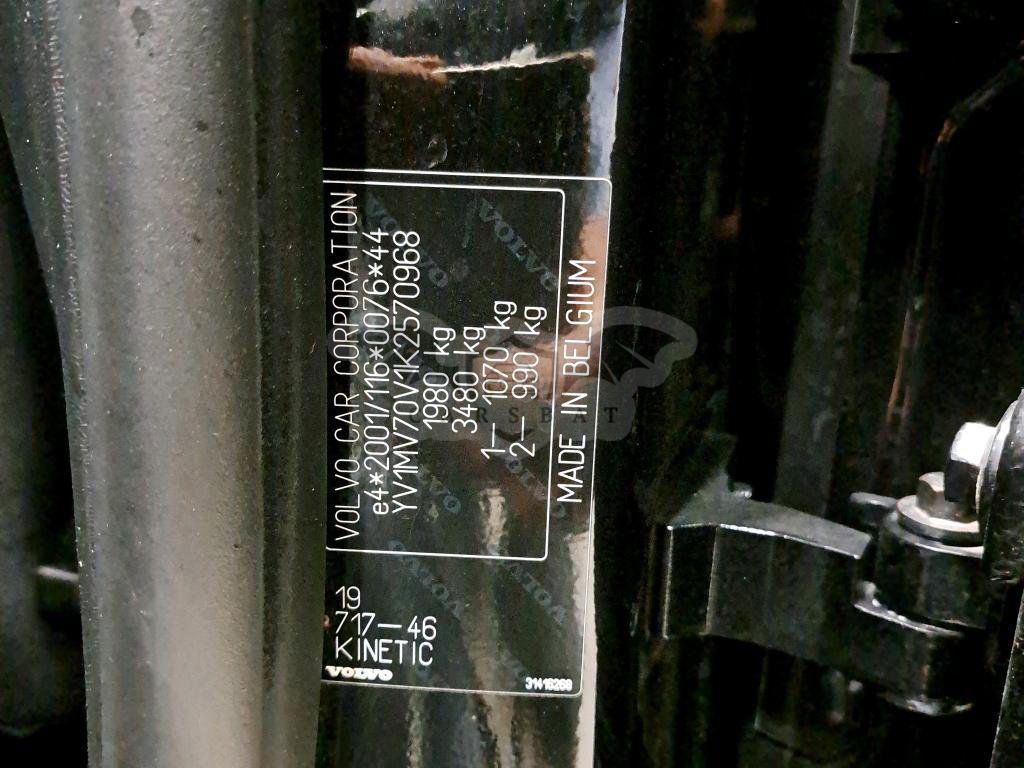 VOLVO CAR CORPORATION
e4*2001/116*0076*44
YV1MV70V1K2570968
1980 kg
3480 kg
1— 1070 kg
2— 990 kg
MADE IN BELGIUM
19
717—46
KINETIC
VOLVO
31416269